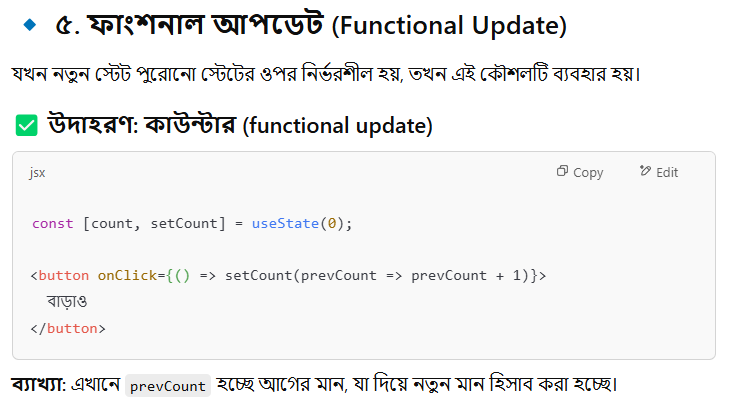 ৫. ফাংশনাল আপডেট (Functional Update)
যখন নতুন স্টেট পুরোনো স্টেটের ওপর নির্ভরশীল হয়, তখন এই কৌশলটি ব্যবহার হয়।
উদাহরণ: কাউন্টার (functional update)
jsx Copy Edit
const [count, setCount] = useState(0);
<button onClick={() => setCount(prevCount => prevCount + 1)}>
বাড়াও
</button>
ব্যাখ্যা: এখানে prevCount হচ্ছে আগের মান, যা দিয়ে নতুন মান হিসাব করা হচ্ছে।